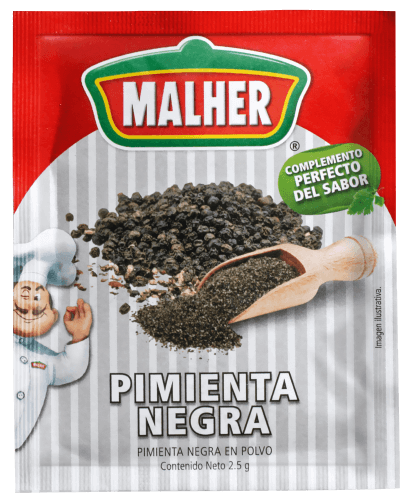 MALHER
®
COMPLEMENTO
PERFECTO
DEL SABOR
Imagen ilustrativa.
PIMIENTA
NEGRA
PIMIENTA NEGRA EN POLVO
Contenido Neto 2.5 g